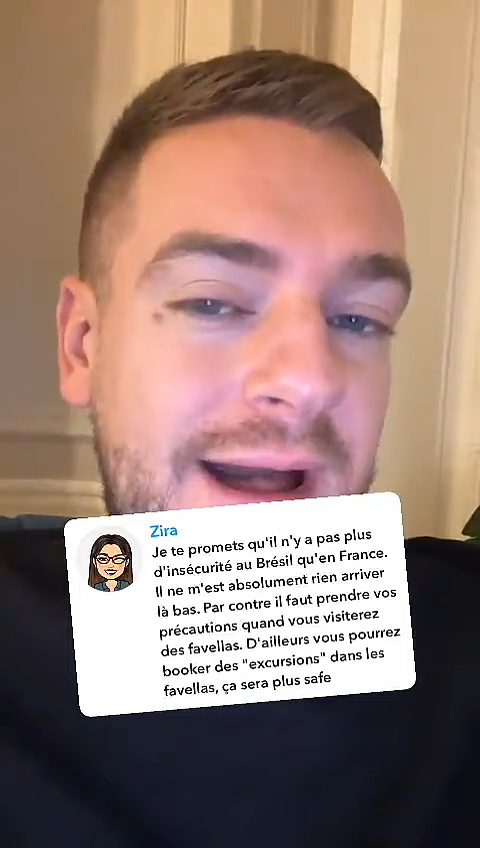 Zira
Je te promets qu'il n'y a pas plus
d'insécurité au Brésil qu'en France.
Il ne m'est absolument rien arriver
là bas. Par contre il faut prendre vos
précautions quand vous visiterez
des favellas. D'ailleurs vous pourrez
booker des "excursions" dans les
favellas, ça sera plus safe